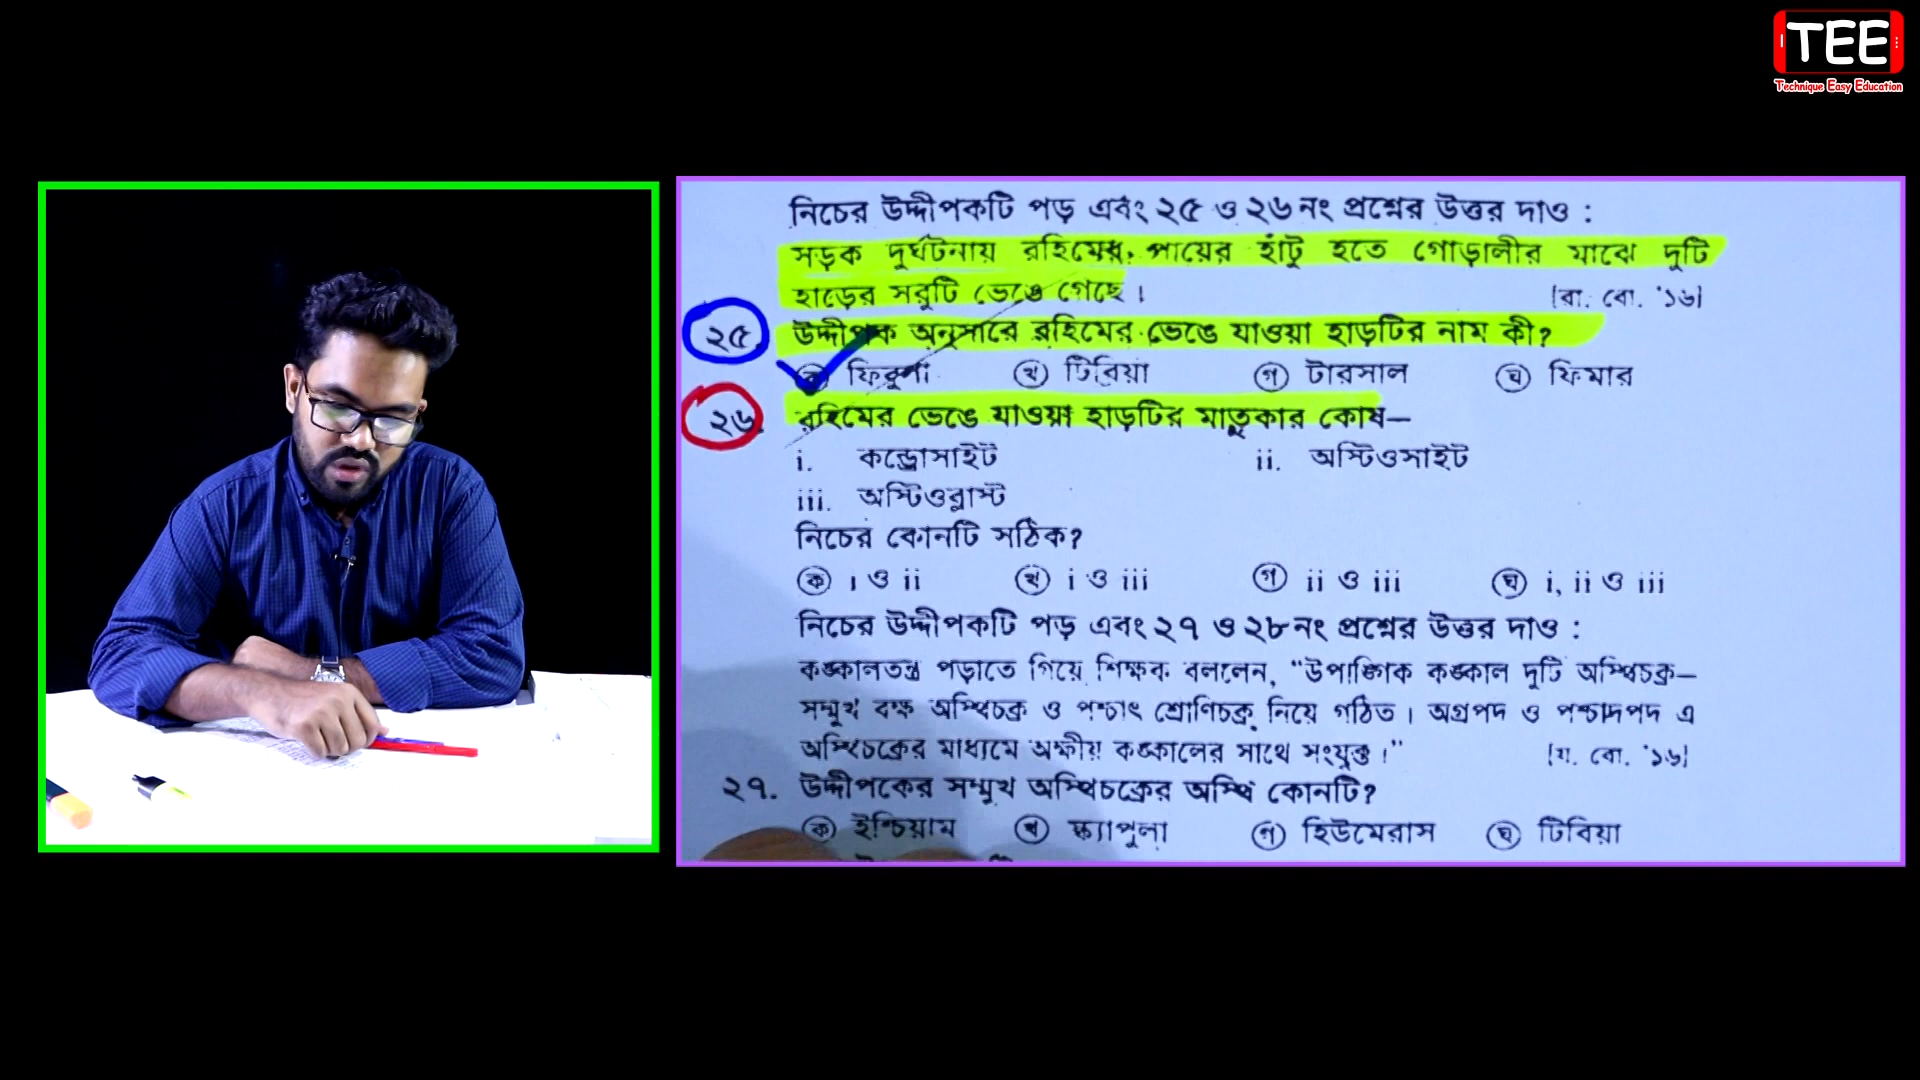 TEE
Technique Easy Education
নিচের উদ্দীপকটি পড় এবং ২৫ ও ২৬ নং প্রশ্নের উত্তর দাও :
সড়ক দুর্ঘটনায় রহিমের পায়ের হাঁটু হতে গোড়ালীর মাঝে দুটি
হাড়ের সরুটি ভেঙে গেছে। [রা. বো. '১৬]
২৫. উদ্দীপক অনুসারে রহিমের ভেঙে যাওয়া হাড়টির নাম কী?
ক ফিবুলা খ টিবিয়া গ টারসাল ঘ ফিমার
২৬. রহিমের ভেঙে যাওয়া হাড়টির মাতৃকার কোষ–
i. কন্ড্রোসাইট ii. অস্টিওসাইট
iii. অস্টিওব্লাস্ট
নিচের কোনটি সঠিক?
ক i ও ii খ i ও iii গ ii ও iii ঘ i, ii ও iii
নিচের উদ্দীপকটি পড় এবং ২৭ ও ২৮ নং প্রশ্নের উত্তর দাও :
কঙ্কালতন্ত্র পড়াতে গিয়ে শিক্ষক বললেন, “উপাঙ্গিক কঙ্কাল দুটি অস্থিচক্র–
সম্মুখ বক্ষ অস্থিচক্র ও পশ্চাৎ শ্রোণিচক্র নিয়ে গঠিত। অগ্রপদ ও পশ্চাদপদ এ
অস্থিচক্রের মাধ্যমে অক্ষীয় কঙ্কালের সাথে সংযুক্ত।” [য. বো. '১৬]
২৭. উদ্দীপকের সম্মুখ অস্থিচক্রের অস্থি কোনটি?
ক ইশ্চিয়াম খ স্ক্যাপুলা গ হিউমেরাস ঘ টিবিয়া